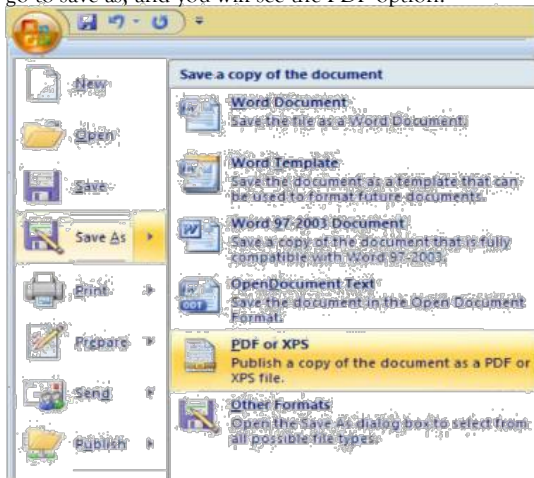 go to save as, and you will see the PDF option.
New
Open
Save
Save As
Print
Prepare
Send
Publish
Save a copy of the document
Word Document
Save the file as a Word Document.
Word Template
Save the document as a template that can
be used to format future documents.
Word 97-2003 Document
Save a copy of the document that is fully
compatible with Word 97-2003.
OpenDocument Text
Save the document in the Open Document
Format.
PDF or XPS
Publish a copy of the document as a PDF or
XPS file.
Other Formats
Open the Save As dialog box to select from
all possible file types.